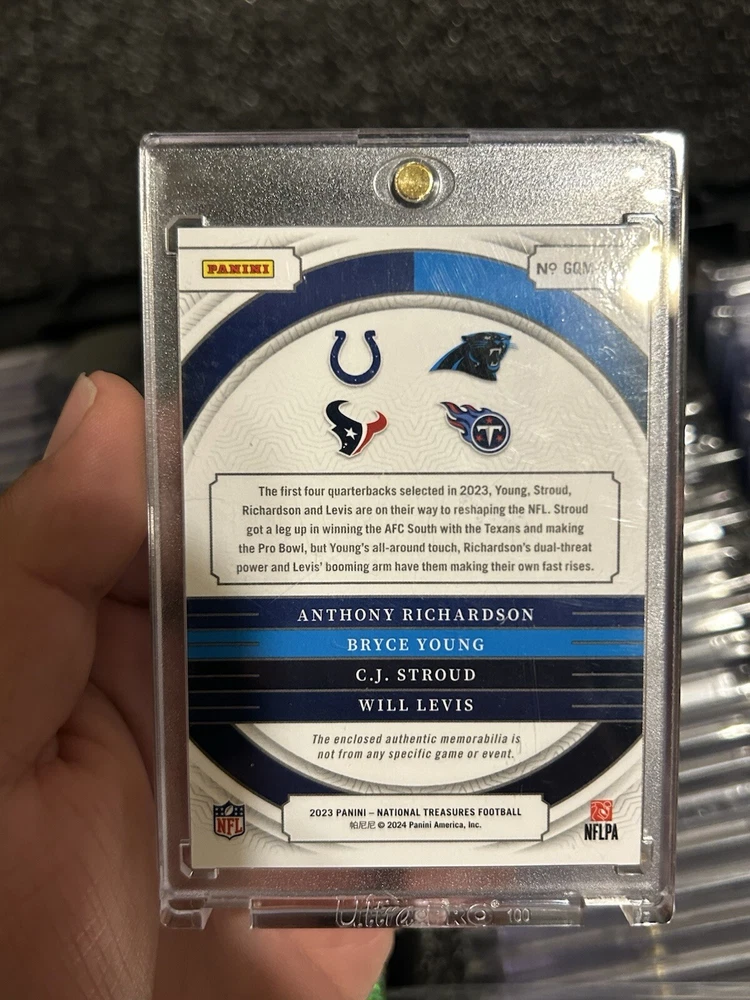 PANINI
Nº GQM-
The first four quarterbacks selected in 2023, Young, Stroud,
Richardson and Levis are on their way to reshaping the NFL. Stroud
got a leg up in winning the AFC South with the Texans and making
the Pro Bowl, but Young's all-around touch, Richardson's dual-threat
power and Levis' booming arm have them making their own fast rises.
ANTHONY RICHARDSON
BRYCE YOUNG
C.J. STROUD
WILL LEVIS
The enclosed authentic memorabilia is
not from any specific game or event.
2023 PANINI – NATIONAL TREASURES FOOTBALL
帕尼尼 © 2024 Panini America, Inc.
NFL
NFLPA
Ultra PRO® 100